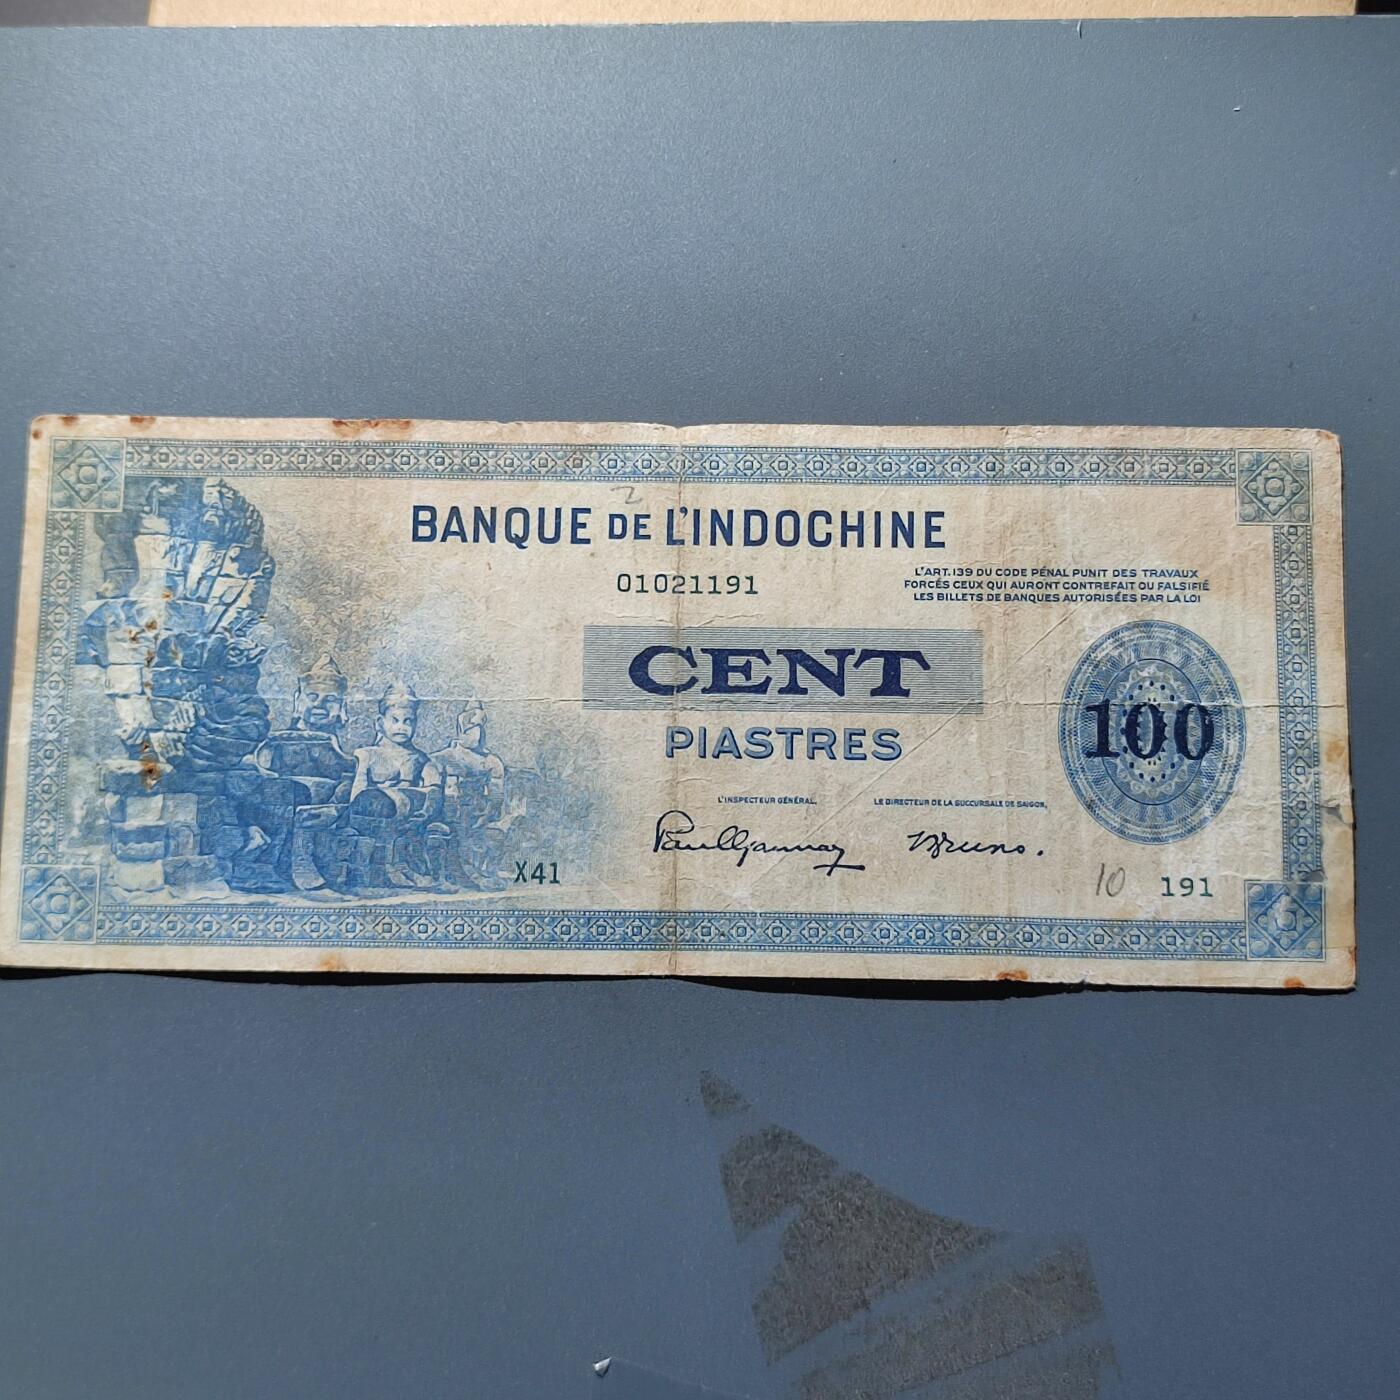 2
BANQUE DE L'INDOCHINE
01021191
L'ART.139 DU CODE PÉNAL PUNIT DES TRAVAUX
FORCÉS CEUX QUI AURONT CONTREFAIT OU FALSIFIÉ
LES BILLETS DE BANQUES AUTORISÉES PAR LA LOI
CENT
PIASTRES
100
L'INSPECTEUR GÉNÉRAL,
LE DIRECTEUR DE LA SUCCURSALE DE SAIGON,
X41
10
191